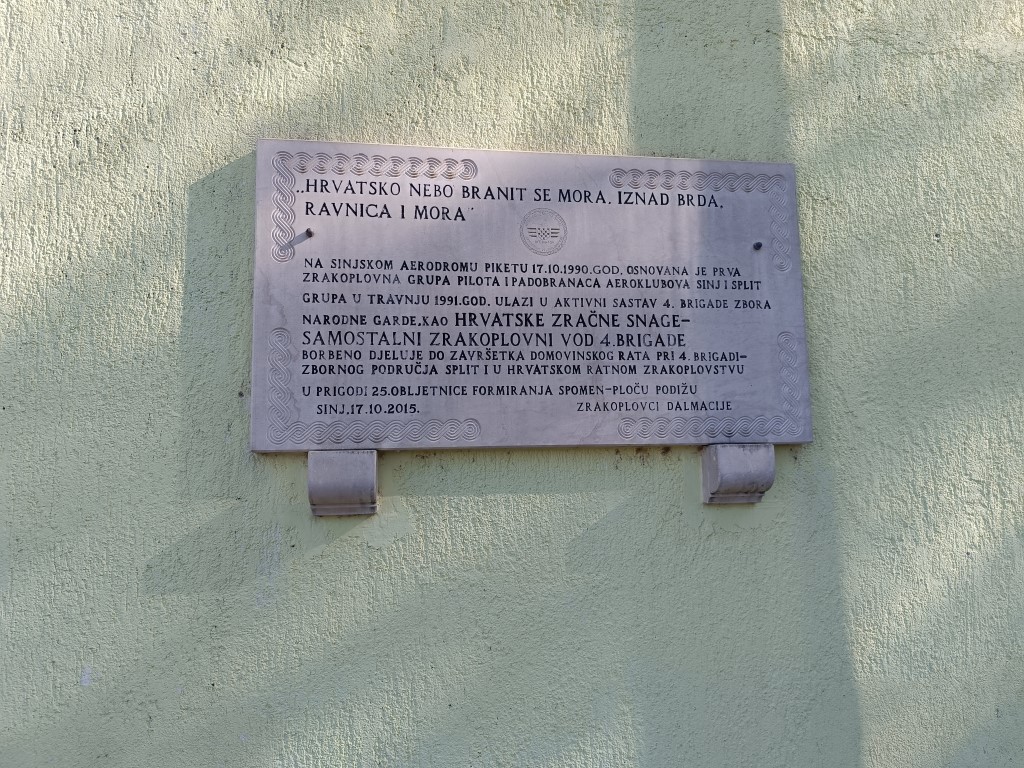 „HRVATSKO NEBO BRANIT SE MORA, IZNAD BRDA,
RAVNICA I MORA"
NA SINJSKOM AERODROMU PIKETU 17.10.1990.GOD. OSNOVANA JE PRVA
ZRAKOPLOVNA GRUPA PILOTA I PADOBRANACA AEROKLUBOVA SINJ I SPLIT
GRUPA U TRAVNJU 1991.GOD. ULAZI U AKTIVNI SASTAV 4. BRIGADE ZBORA
NARODNE GARDE,KAO HRVATSKE ZRAČNE SNAGE-
SAMOSTALNI ZRAKOPLOVNI VOD 4.BRIGADE
BORBENO DJELUJE DO ZAVRŠETKA DOMOVINSKOG RATA PRI 4. BRIGADI-
ZBORNOG PODRUČJA SPLIT I U HRVATSKOM RATNOM ZRAKOPLOVSTVU
U PRIGODI 25.OBLJETNICE FORMIRANJA SPOMEN-PLOČU PODIŽU
SINJ,17.10.2015. ZRAKOPLOVCI DALMACIJE